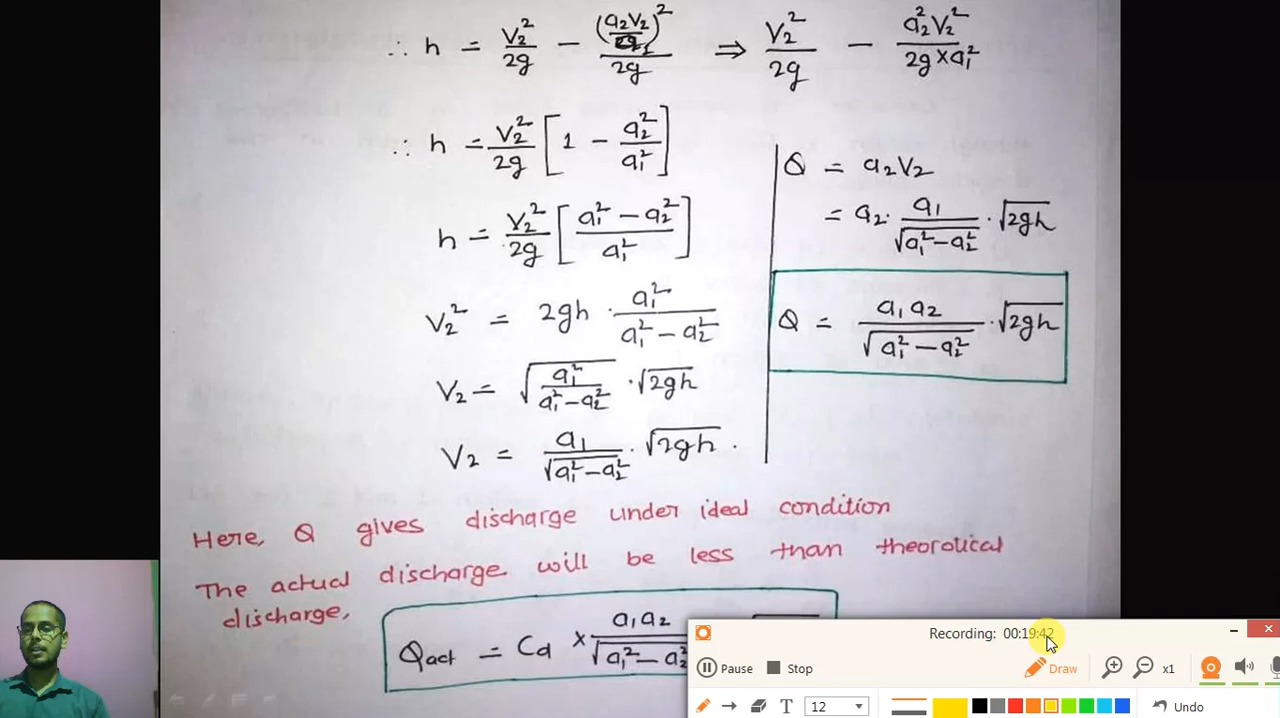 ∴ h = V₂²/2g − (a₂V₂)²/2g ⇒ V₂²/2g − a₂²V₂²/2g×a₁²
∴ h = V₂²/2g [1 − a₂²/a₁²]
h = V₂²/2g [(a₁² − a₂²)/a₁²]
V₂² = 2gh · a₁²/(a₁² − a₂²)
V₂ = √(a₁²/(a₁²−a₂²)) · √2gh
V₂ = a₁/√(a₁²−a₂²) · √2gh .
Q = a₂V₂
= a₂ · a₁/√(a₁²−a₂²) · √2gh
Q = a₁a₂/√(a₁²−a₂²) · √2gh
Here, Q gives discharge under ideal condition
The actual discharge will be less than theorotical
discharge,
Qact = Cd × a₁a₂/√(a₁²−a₂²
Recording: 00:19:42
Pause Stop Draw x1
T 12 Undo